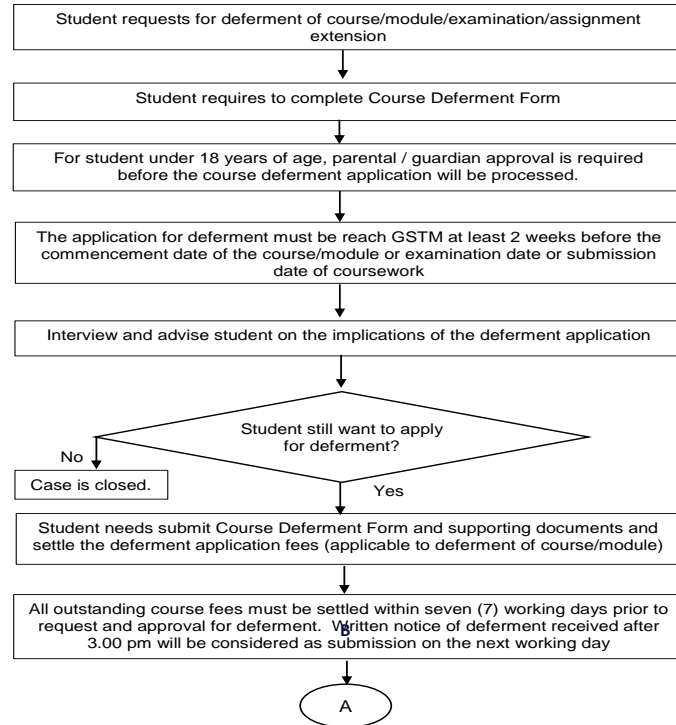 Student requests for deferment of course/module/examination/assignment
extension
Student requires to complete Course Deferment Form
For student under 18 years of age, parental / guardian approval is required
before the course deferment application will be processed.
The application for deferment must be reach GSTM at least 2 weeks before the
commencement date of the course/module or examination date or submission
date of coursework
Interview and advise student on the implications of the deferment application
Student still want to apply
for deferment?
No
Case is closed.
Yes
Student needs submit Course Deferment Form and supporting documents and
settle the deferment application fees (applicable to deferment of course/module)
All outstanding course fees must be settled within seven (7) working days prior to
request and approval for deferment. Written notice of deferment received after
B
3.00 pm will be considered as submission on the next working day
A